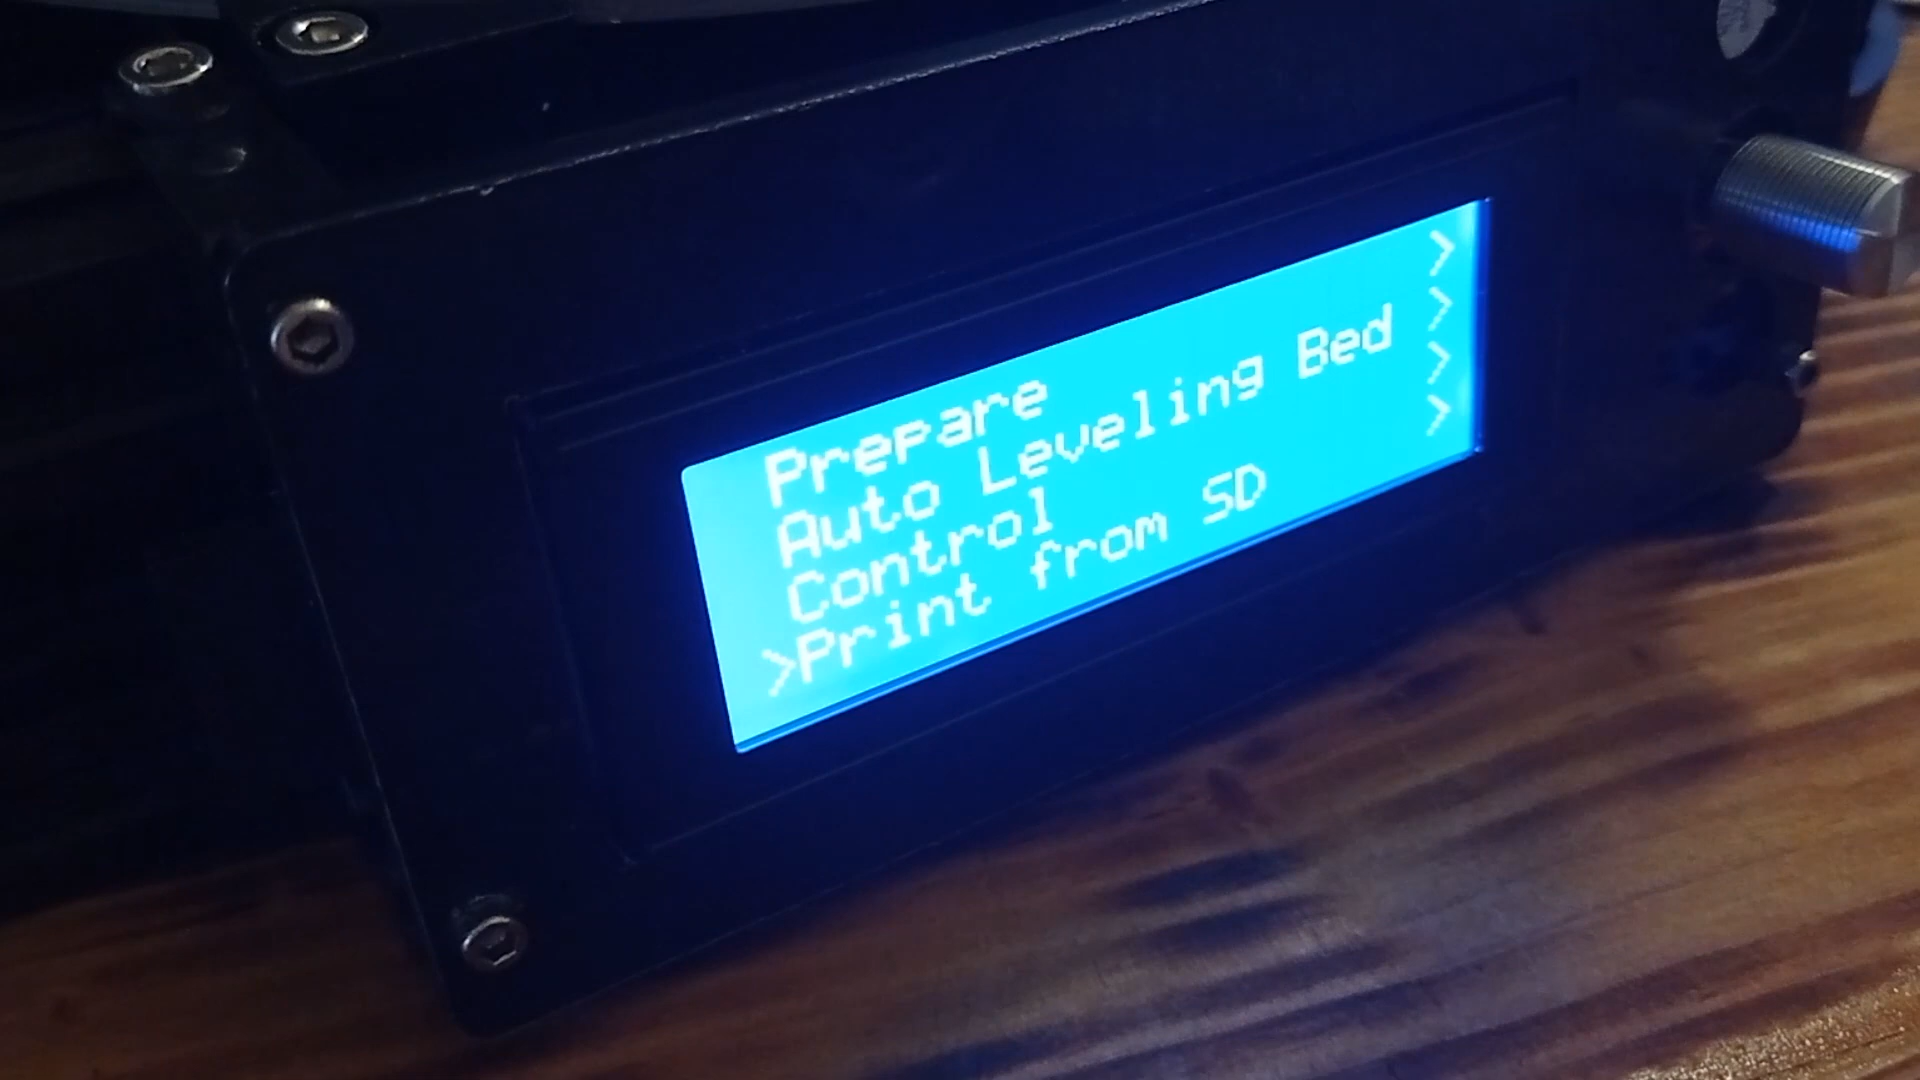 Prepare >
Auto Leveling Bed >
Control >
>Print from SD >